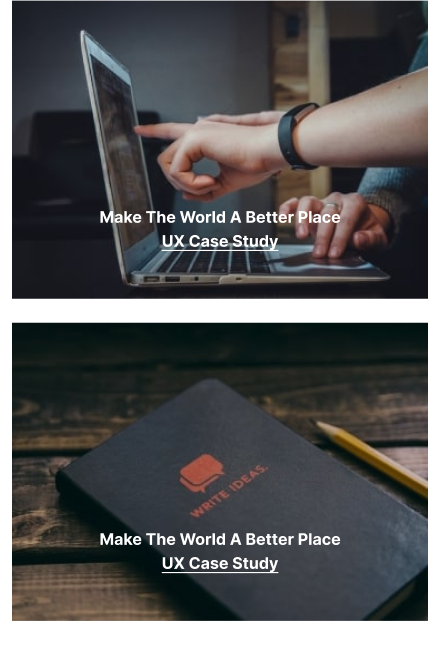 Make The World A Better Place
UX Case Study
WRITE IDEAS.
Make The World A Better Place
UX Case Study